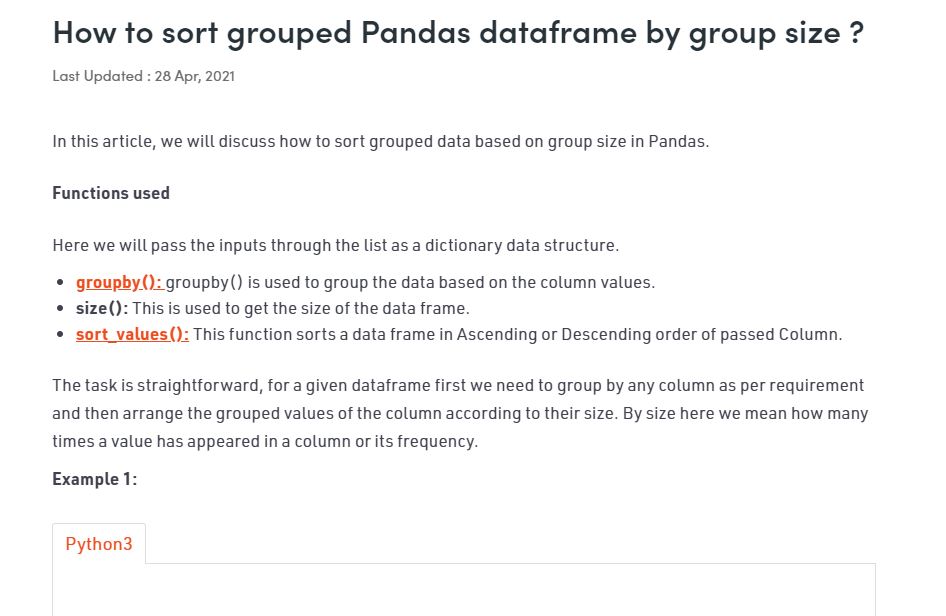 How to sort grouped Pandas dataframe by group size ?
Last Updated : 28 Apr, 2021
In this article, we will discuss how to sort grouped data based on group size in Pandas.
Functions used
Here we will pass the inputs through the list as a dictionary data structure.
• groupby(): groupby() is used to group the data based on the column values.
• size(): This is used to get the size of the data frame.
• sort_values(): This function sorts a data frame in Ascending or Descending order of passed Column.
The task is straightforward, for a given dataframe first we need to group by any column as per requirement
and then arrange the grouped values of the column according to their size. By size here we mean how many
times a value has appeared in a column or its frequency.
Example 1:
Python3